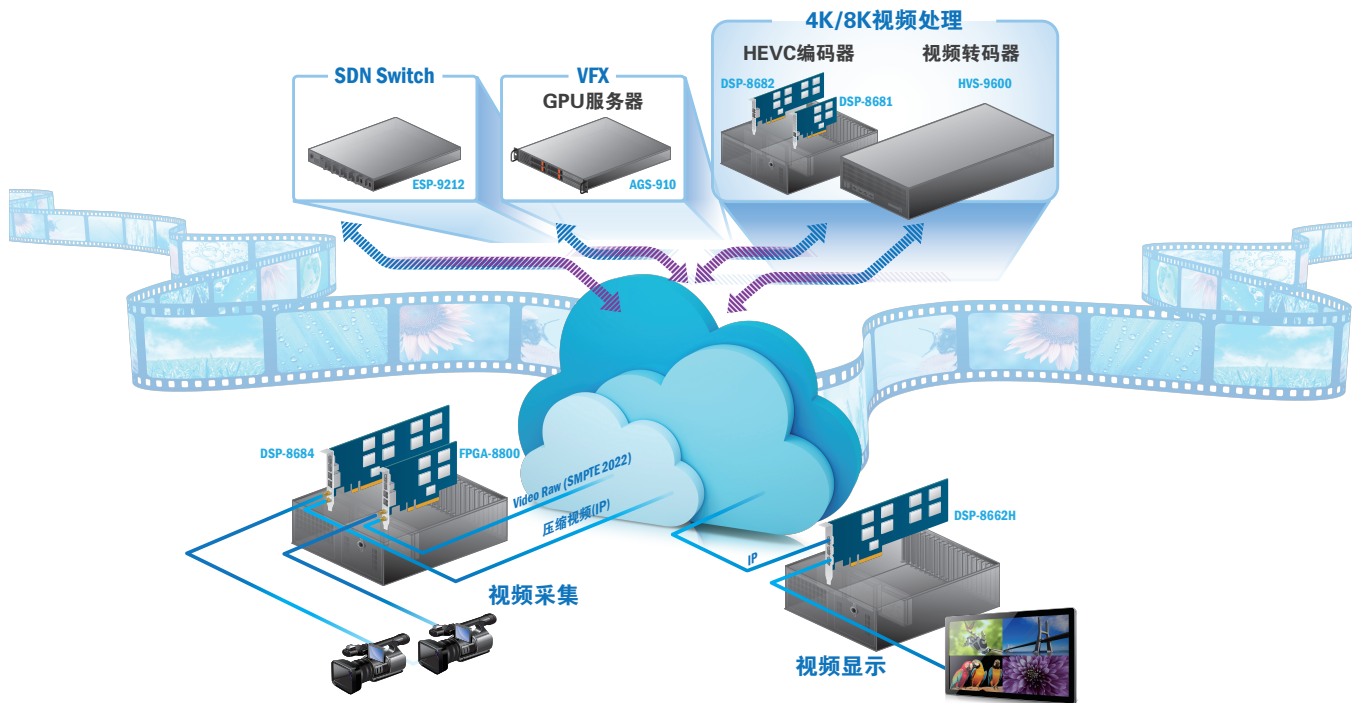 4K/8K视频处理
SDN Switch
VFX
GPU服务器
HEVC编码器
视频转码器
DSP-8682
DSP-8681
HVS-9600
ESP-9212
AGS-910
DSP-8684
FPGA-8800
Video Raw (SMPTE 2022)
压缩视频(IP)
视频采集
DSP-8662H
IP
视频显示